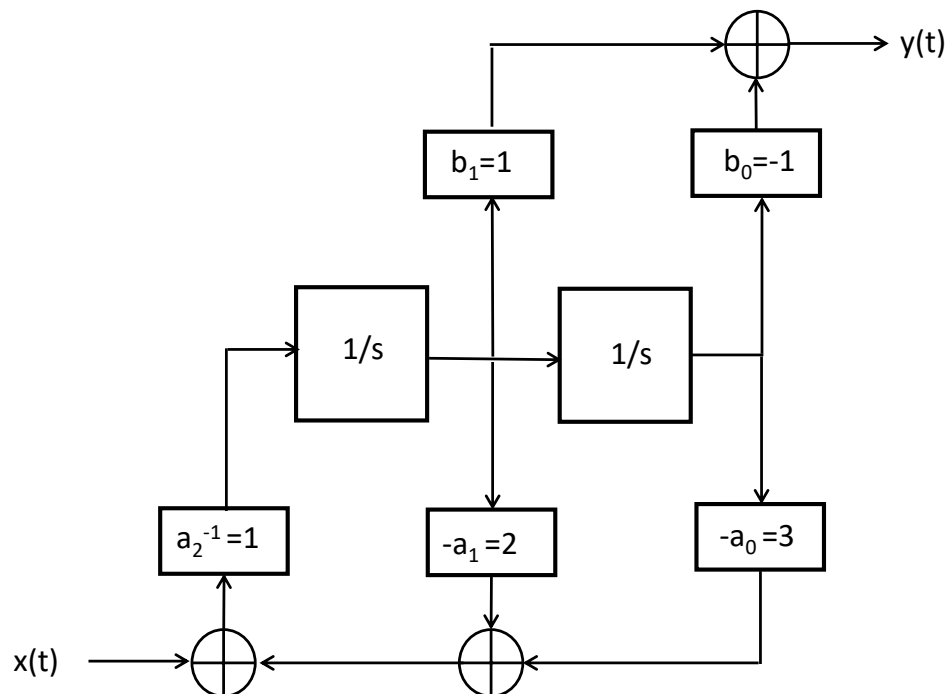 y(t)
b₁=1
b₀=-1
1/s
1/s
a₂⁻¹ =1
-a₁ =2
-a₀ =3
x(t)